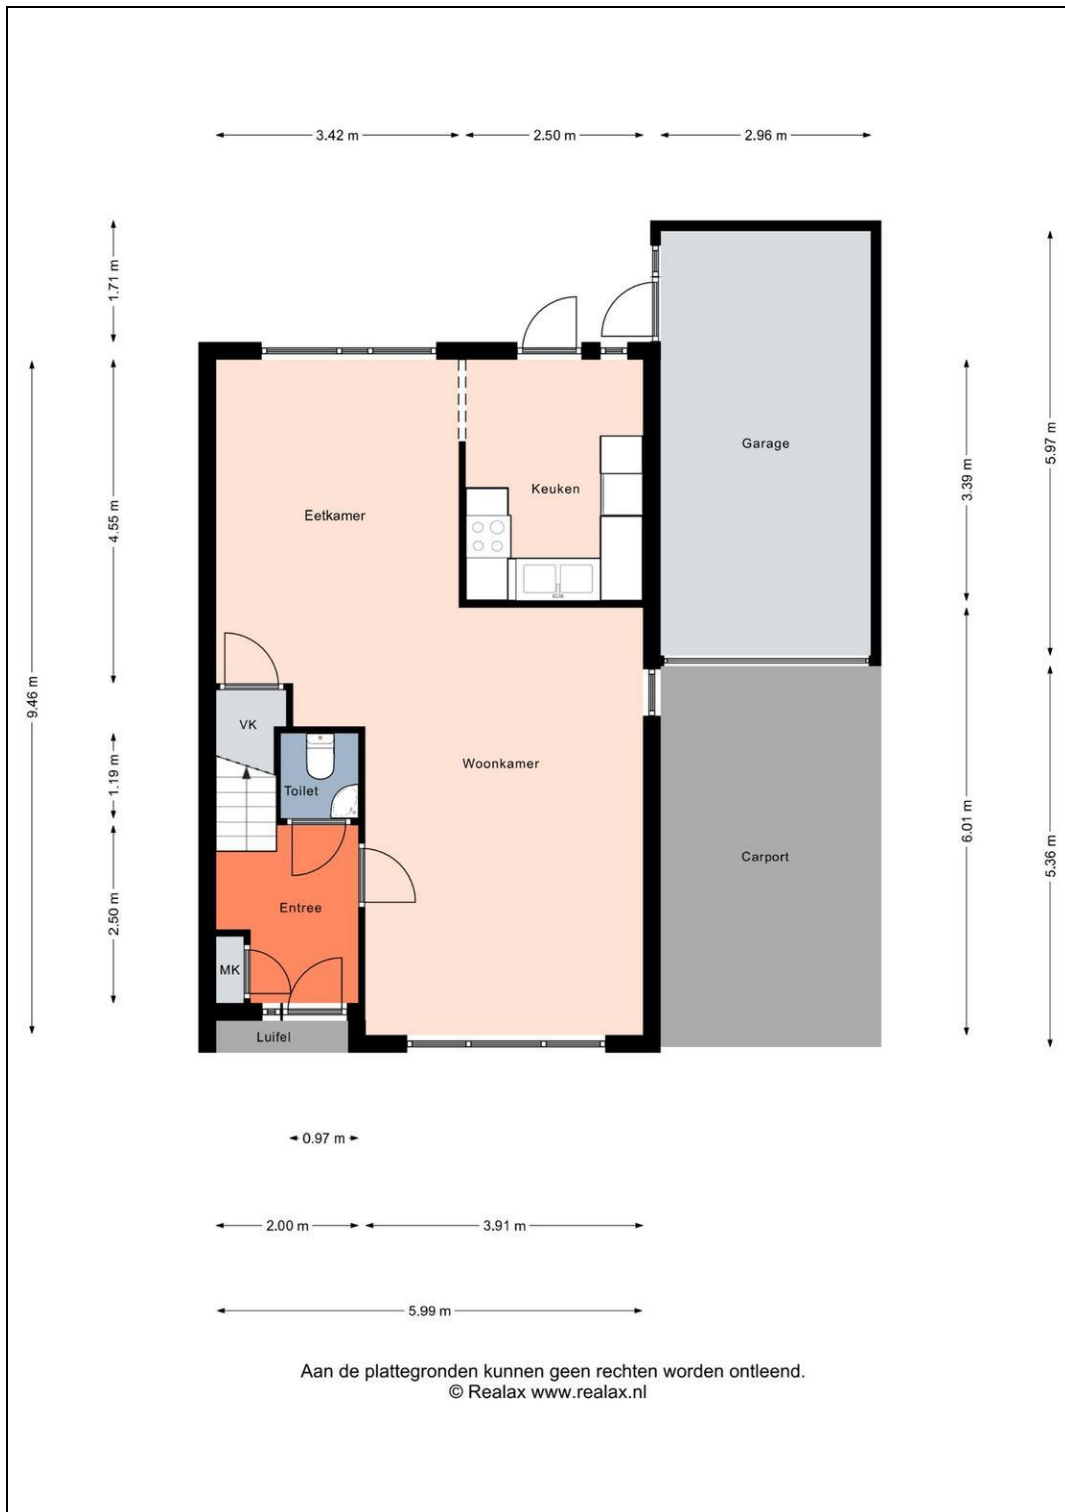 3.42 m
2.50 m
2.96 m
1.71 m
4.55 m
1.19 m
2.50 m
9.46 m
3.39 m
6.01 m
5.97 m
5.36 m
Garage
Keuken
Eetkamer
VK
Woonkamer
Toilet
Carport
Entree
MK
Luifel
0.97 m
2.00 m
3.91 m
5.99 m
Aan de plattegronden kunnen geen rechten worden ontleend.
© Realax www.realax.nl